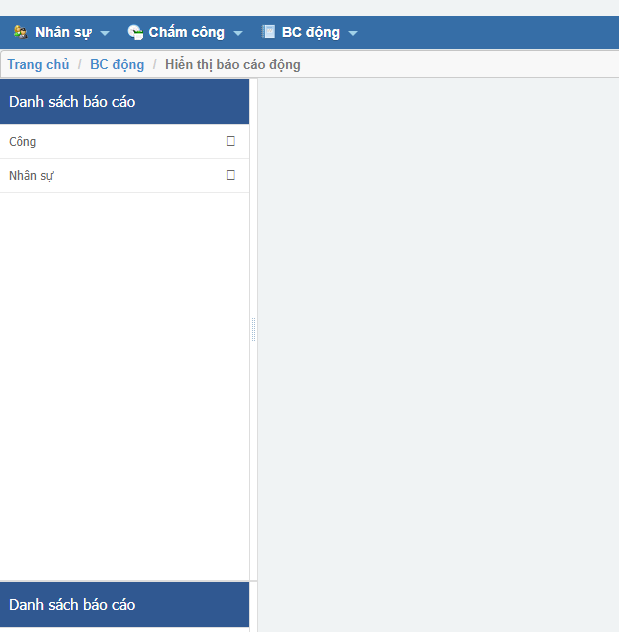 Nhân sự Chấm công BC động
Trang chủ / BC động / Hiển thị báo cáo động
Danh sách báo cáo
Công
Nhân sự
Danh sách báo cáo